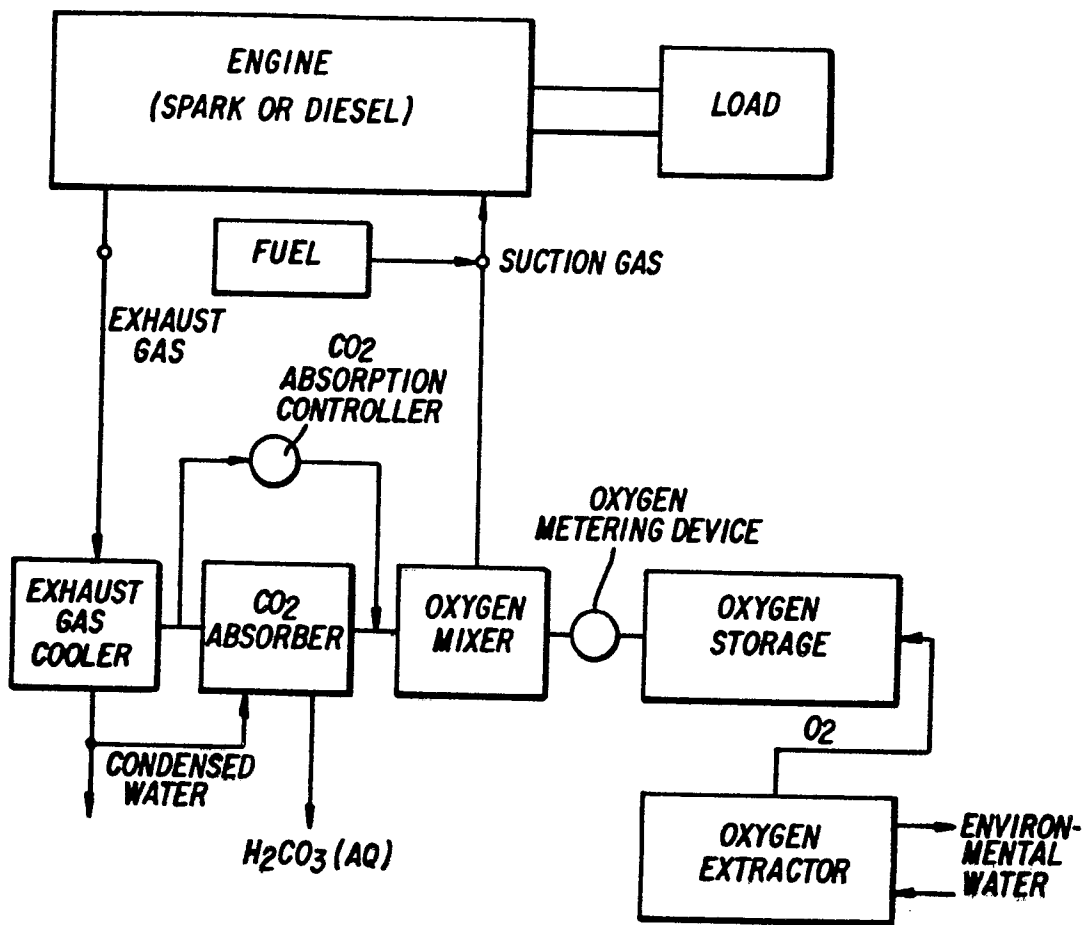 ENGINE
(SPARK OR DIESEL)
LOAD
FUEL
SUCTION GAS
EXHAUST
GAS
CO2
ABSORPTION
CONTROLLER
OXYGEN
METERING DEVICE
EXHAUST
GAS
COOLER
CO2
ABSORBER
OXYGEN
MIXER
OXYGEN
STORAGE
O2
CONDENSED
WATER
H2CO3 (AQ)
OXYGEN
EXTRACTOR
ENVIRON-
MENTAL
WATER